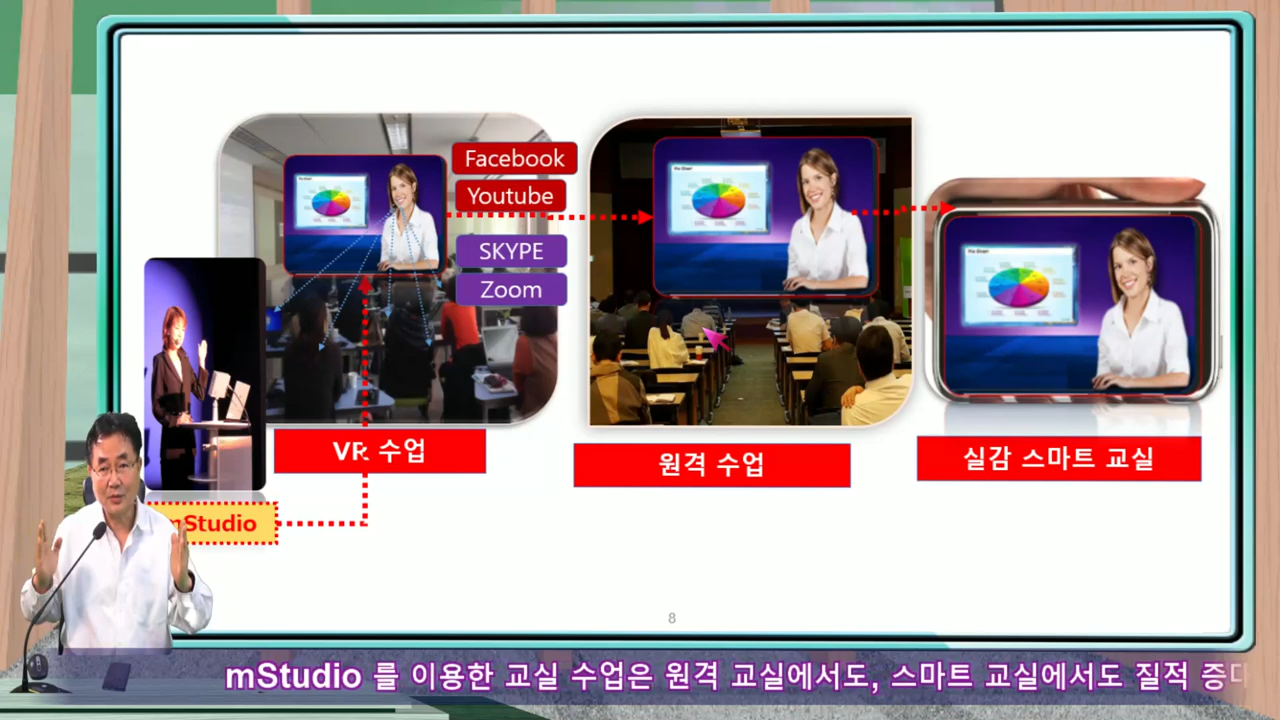 Facebook
Youtube
SKYPE
Zoom
VR 수업
원격 수업
실감 스마트 교실
mStudio
8
mStudio 를 이용한 교실 수업은 원격 교실에서도, 스마트 교실에서도 질적 증대